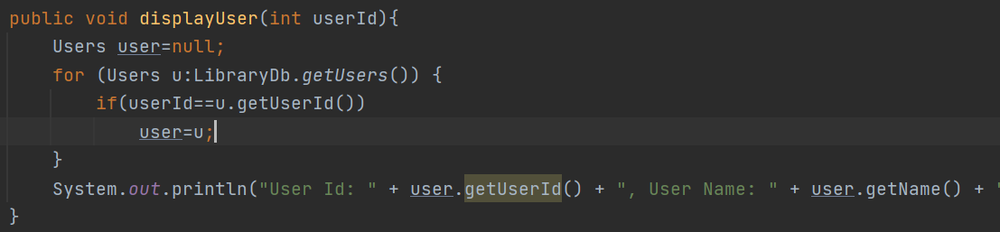 public void displayUser(int userId){
    Users user=null;
    for (Users u:LibraryDb.getUsers()) {
        if(userId==u.getUserId())
            user=u;
    }
    System.out.println("User Id: " + user.getUserId() + ", User Name: " + user.getName() + "
}